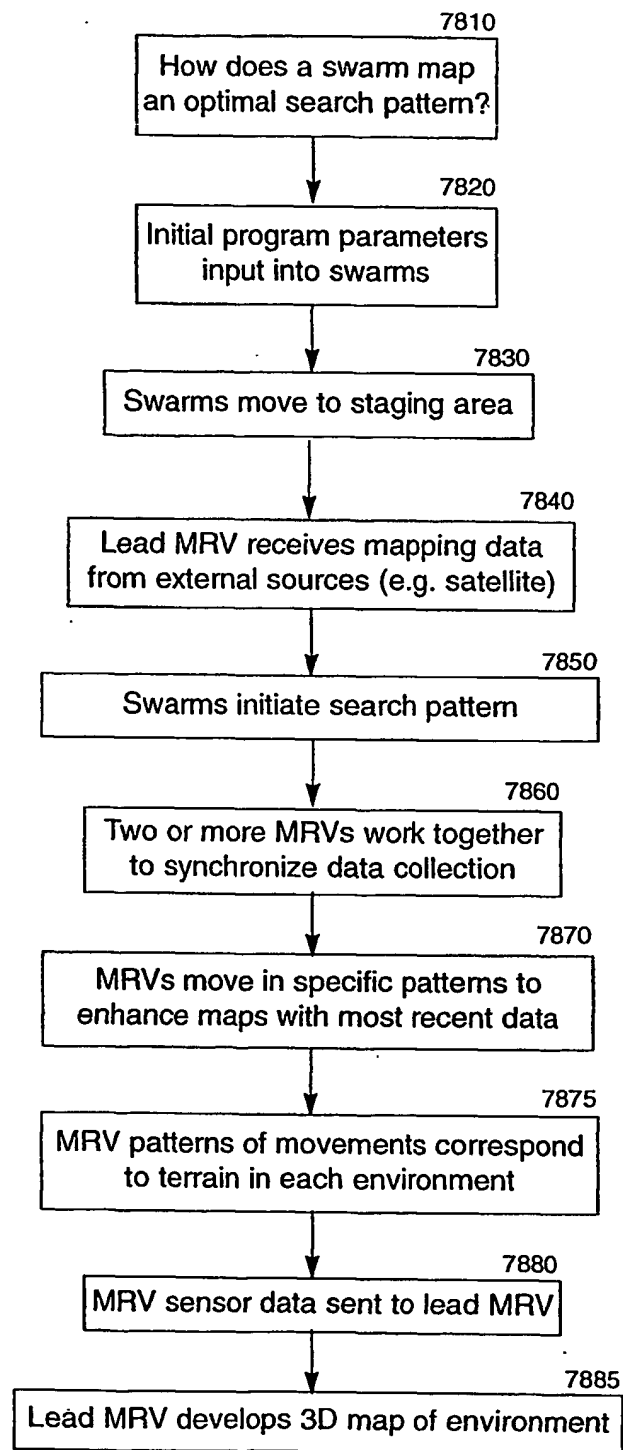 7810
How does a swarm map
an optimal search pattern?
7820
Initial program parameters
input into swarms
7830
Swarms move to staging area
7840
Lead MRV receives mapping data
from external sources (e.g. satellite)
7850
Swarms initiate search pattern
7860
Two or more MRVs work together
to synchronize data collection
7870
MRVs move in specific patterns to
enhance maps with most recent data
7875
MRV patterns of movements correspond
to terrain in each environment
7880
MRV sensor data sent to lead MRV
7885
Lead MRV develops 3D map of environment